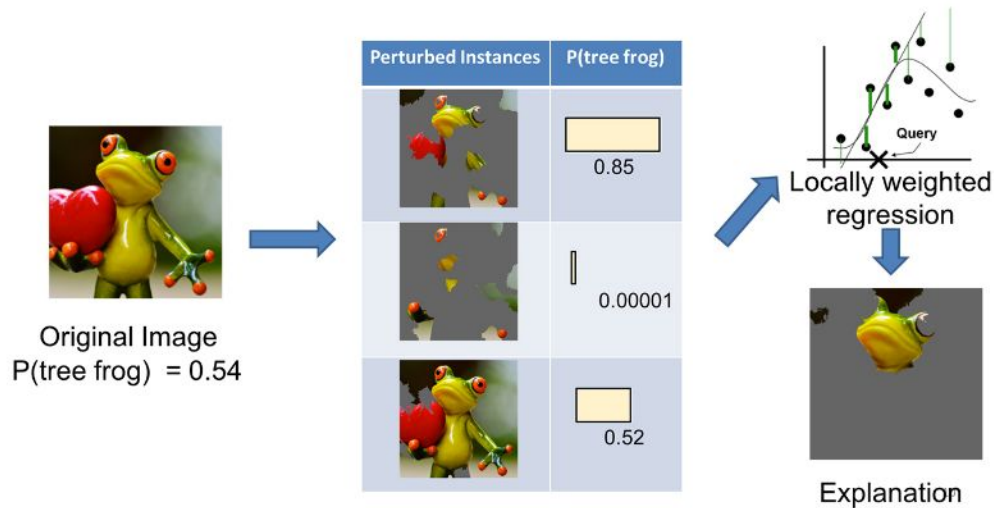 Original Image
P(tree frog) = 0.54
Perturbed Instances
P(tree frog)
0.85
0.00001
0.52
Query
Locally weighted
regression
Explanation